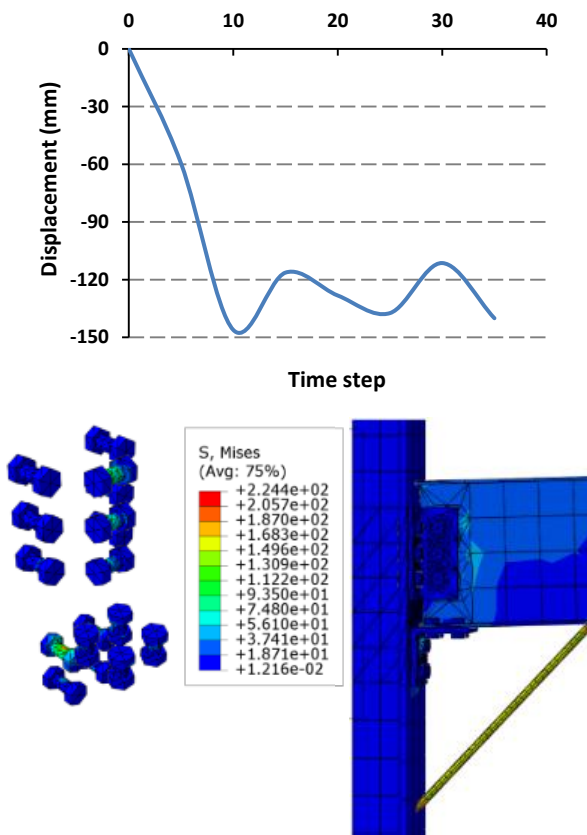 0 10 20 30 40
0
-30
-60
-90
-120
-150
Displacement (mm)
Time step
S, Mises
(Avg: 75%)
+2.244e+02
+2.057e+02
+1.870e+02
+1.683e+02
+1.496e+02
+1.309e+02
+1.122e+02
+9.350e+01
+7.480e+01
+5.610e+01
+3.741e+01
+1.871e+01
+1.216e-02